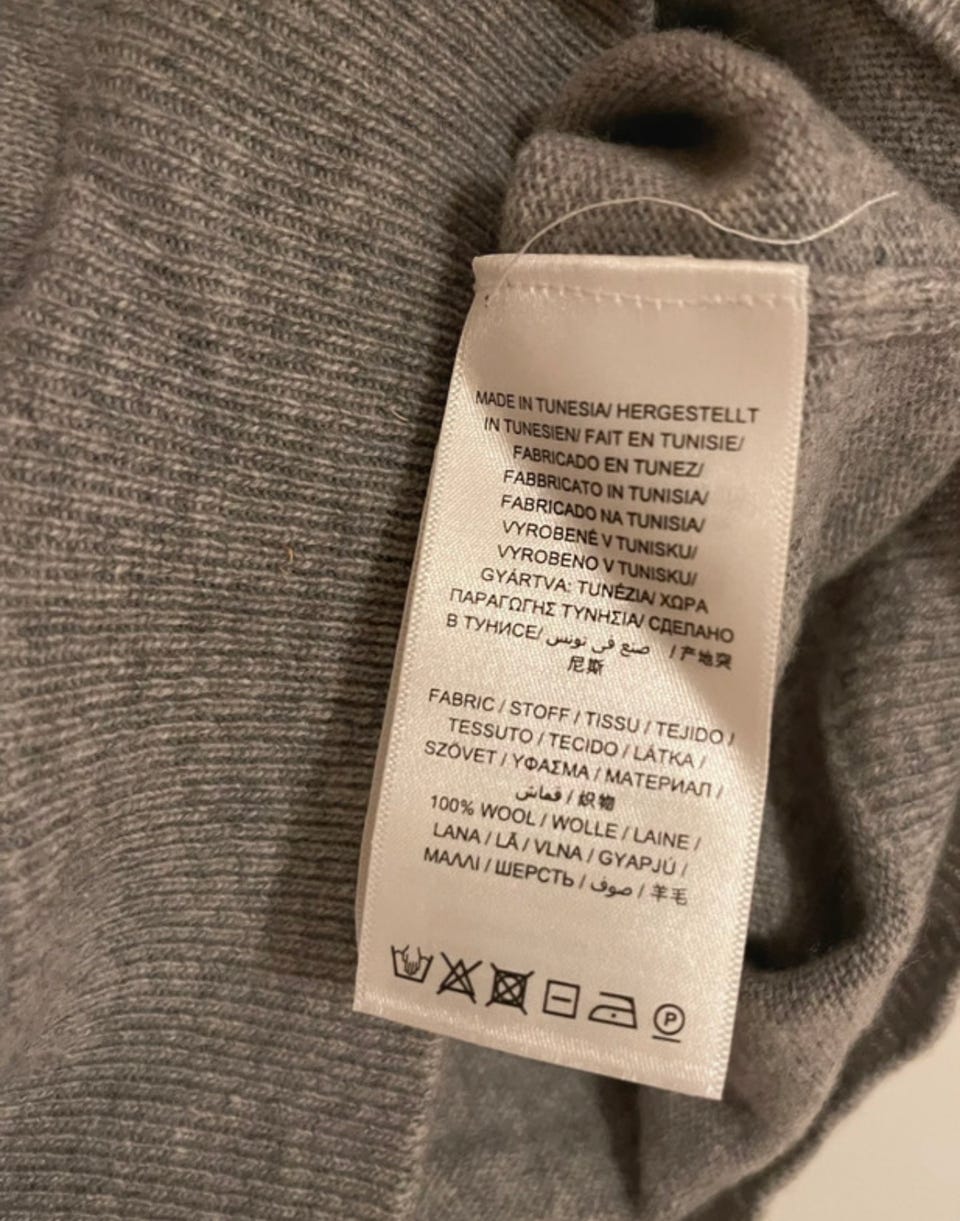 MADE IN TUNESIA/ HERGESTELLT
IN TUNESIEN/ FAIT EN TUNISIE/
FABRICADO EN TUNEZ/
FABBRICATO IN TUNISIA/
FABRICADO NA TUNISIA/
VYROBENÉ V TUNISKU/
VYROBENO V TUNISKU/
GYÁRTVA: TUNÉZIA/ ΧΩΡΑ
ΠΑΡΑΓΩΓΗΣ ΤΥΝΗΣΙΑ/ СДЕЛАНО
В ТУНИСЕ/ صنع في تونس /产地突
尼斯
FABRIC / STOFF / TISSU / TEJIDO /
TESSUTO / TECIDO / LÁTKA /
SZÖVET / ΥΦΑΣΜΑ / МАТЕРИАЛ /
قماش / 织物
100% WOOL / WOLLE / LAINE /
LANA / LÃ / VLNA / GYAPJÚ /
ΜΑΛΛΙ / ШЕРСТЬ / صوف / 羊毛
P